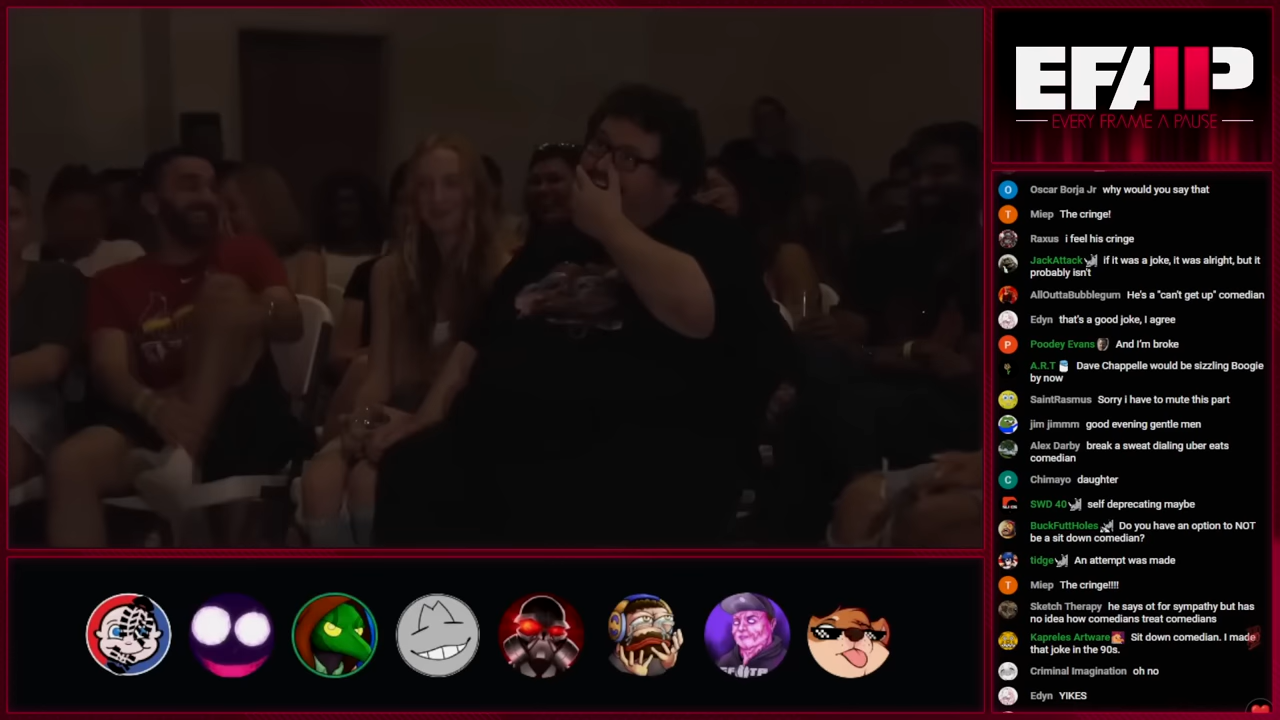 EFAP
EVERY FRAME A PAUSE
Oscar Borja Jr why would you say that
Miep The cringe!
Raxus i feel his cringe
JackAttack if it was a joke, it was alright, but it
probably isn't
AllOuttaBubblegum He's a "can't get up" comedian
Edyn that's a good joke, I agree
Poodey Evans And I'm broke
A.R.T Dave Chappelle would be sizzling Boogie
by now
SaintRasmus Sorry i have to mute this part
jim jimmm good evening gentle men
Alex Darby break a sweat dialing uber eats
comedian
Chimayo daughter
SWD 40 self deprecating maybe
BuckFuttHoles Do you have an option to NOT
be a sit down comedian?
tidge An attempt was made
Miep The cringe!!!!
Sketch Therapy he says ot for sympathy but has
no idea how comedians treat comedians
Kapreles Artware Sit down comedian. I made
that joke in the 90s.
Criminal Imagination oh no
Edyn YIKES